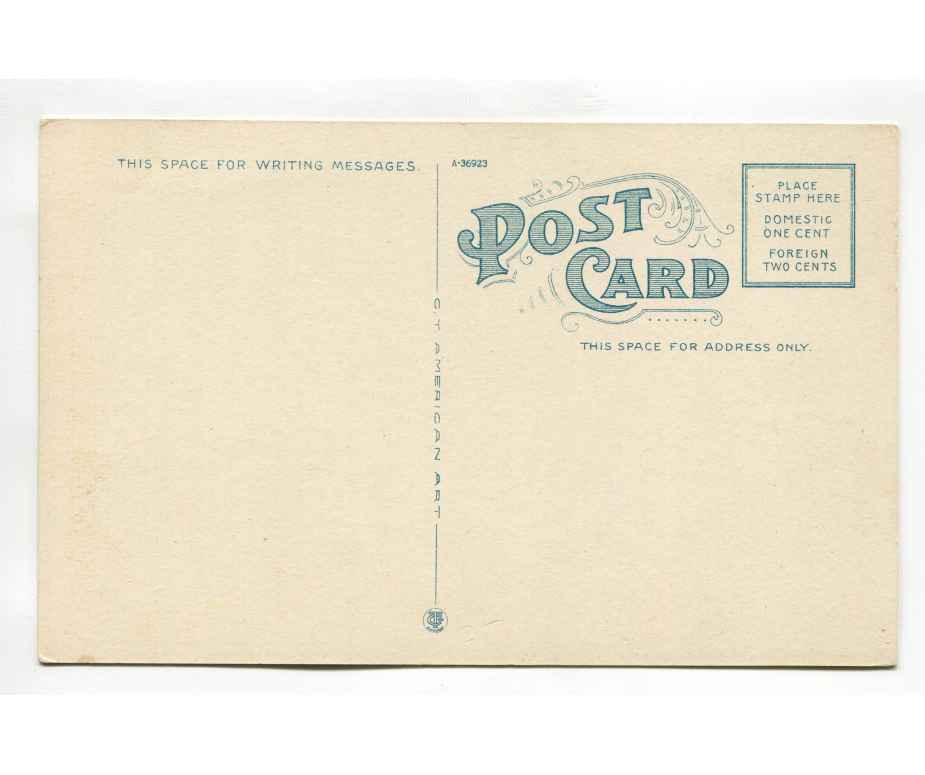 THIS SPACE FOR WRITING MESSAGES.
A-36923
POST
CARD
PLACE
STAMP HERE
DOMESTIC
ONE CENT
FOREIGN
TWO CENTS
THIS SPACE FOR ADDRESS ONLY.
C.T. AMERICAN ART